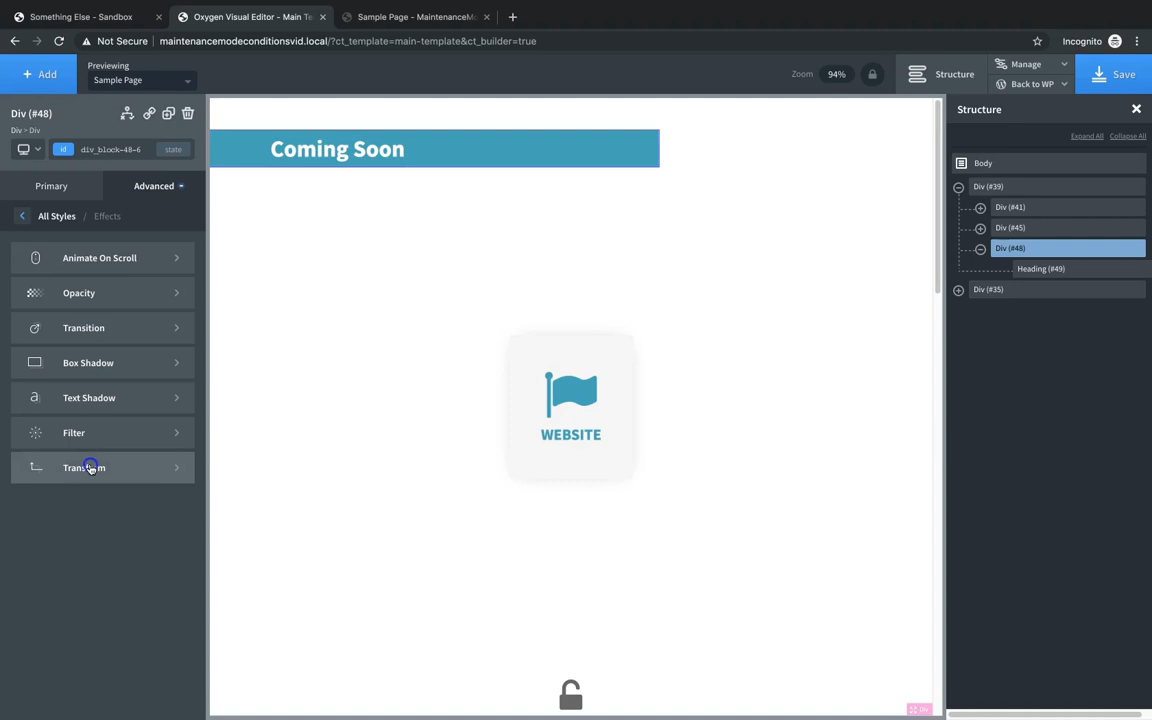 Something Else - Sandbox
Oxygen Visual Editor - Main Te
Sample Page - MaintenanceMo
Not Secure
maintenancemodeconditionsvid.local/?ct_template=main-template&ct_builder=true
Incognito
+ Add
Previewing
Sample Page
Zoom
94%
Structure
Manage
Back to WP
Save
Div (#48)
Div > Div
id
div_block-48-6
state
Primary
Advanced
All Styles / Effects
Animate On Scroll
Opacity
Transition
Box Shadow
Text Shadow
Filter
Transform
Coming Soon
WEBSITE
Div
Structure
Expand All
Collapse All
Body
Div (#39)
Div (#41)
Div (#45)
Div (#48)
Heading (#49)
Div (#35)